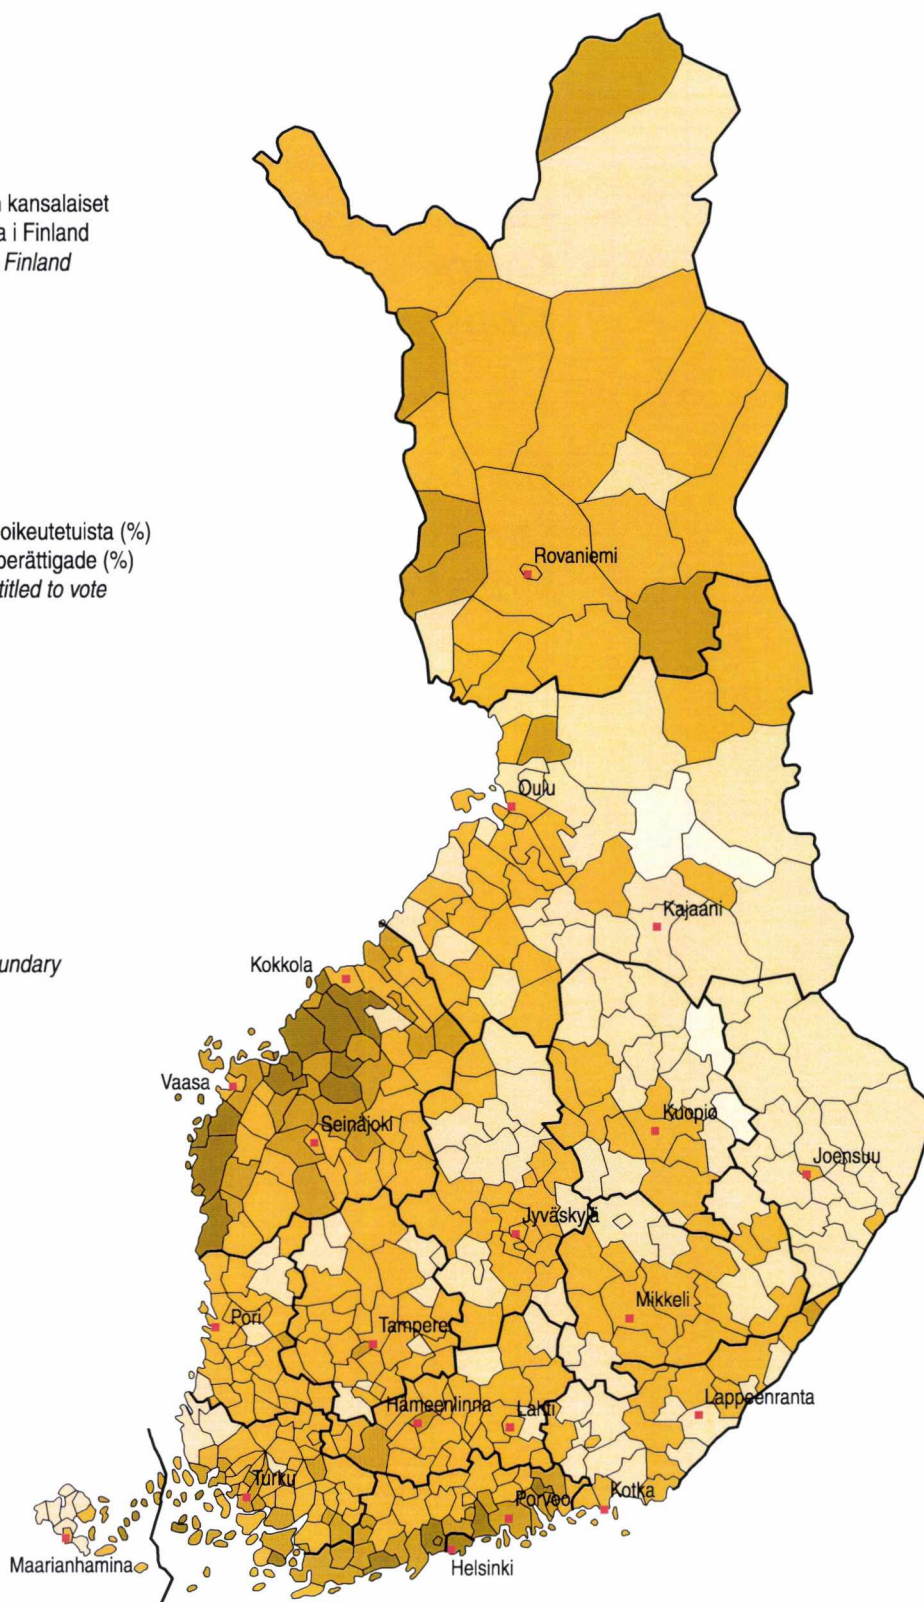 kansalaiset
a i Finland
Finland
oikeutetuista (%)
berättigade (%)
titled to vote
Rovaniemi
Oulu
Kajaani
undary
Kokkola
Vaasa
Kuopio
Seinäjoki
Joensuu
Jyväskylä
Mikkeli
Pori
Tampere
Lappeenranta
Hämeenlinna
Lahti
Turku
Kotka
Porvoo
Maarianhamina
Helsinki